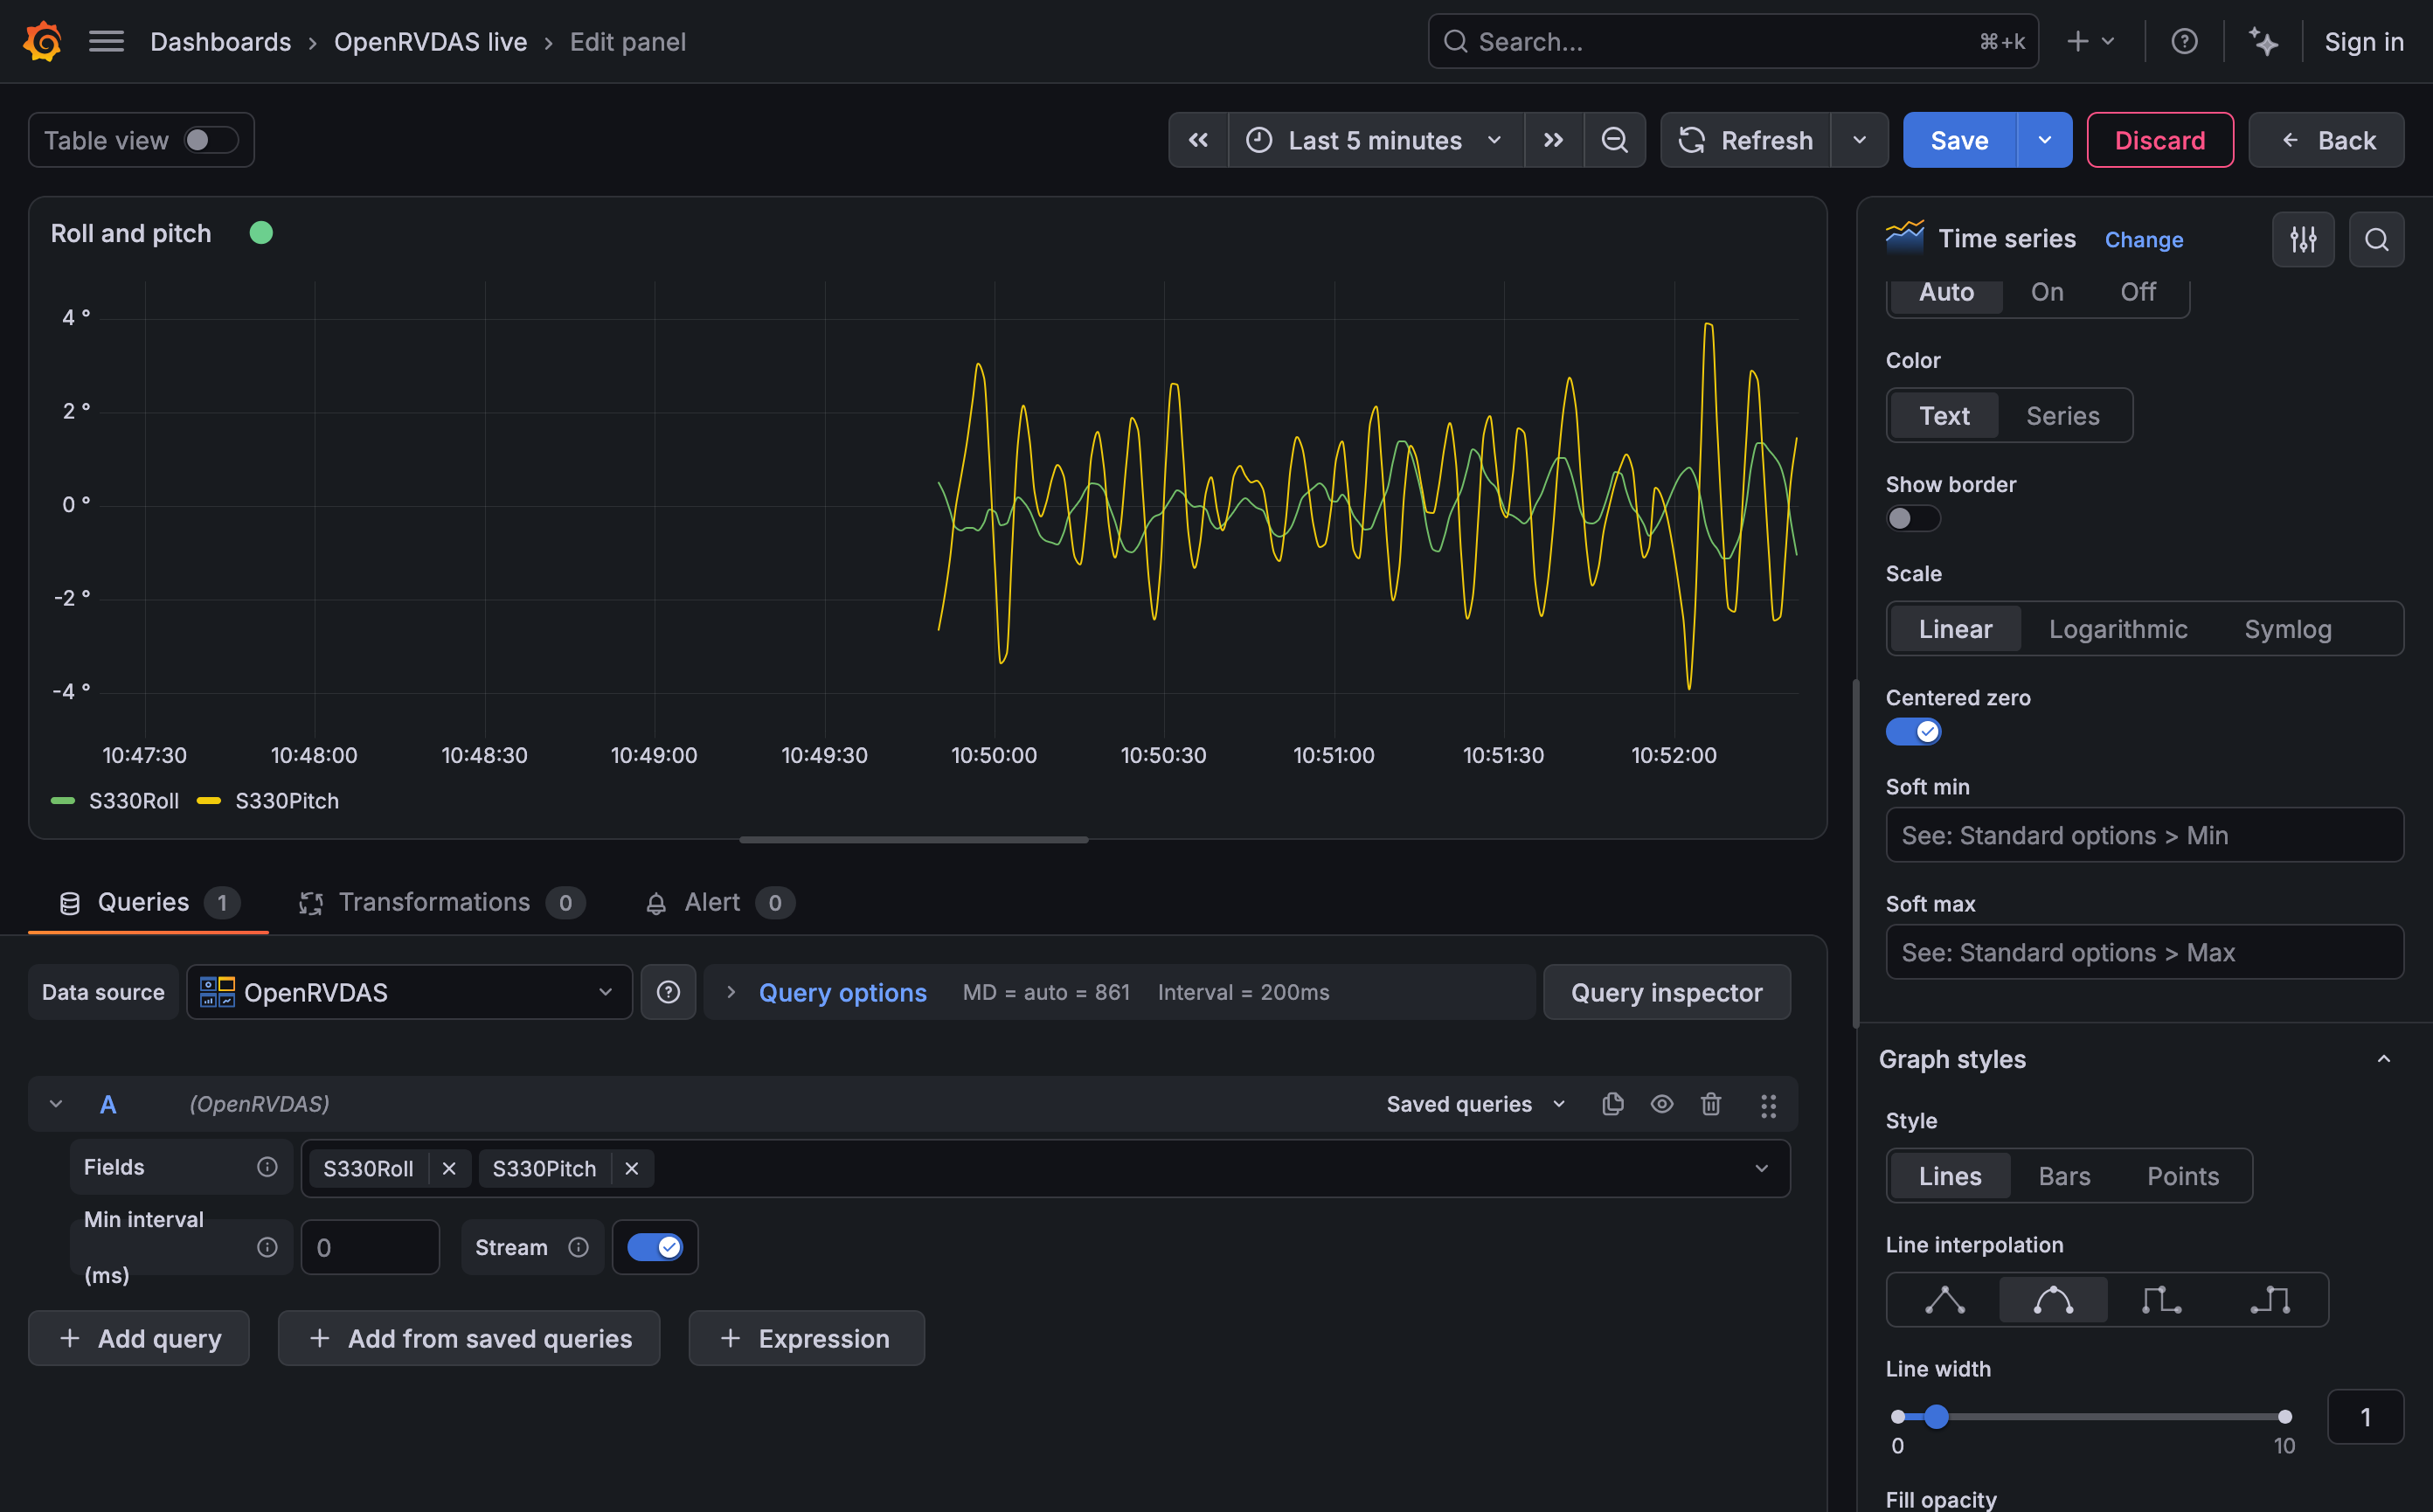 Dashboards › OpenRVDAS live › Edit panel
Search... ⌘+k
Sign in
Table view
Last 5 minutes
Refresh
Save
Discard
Back
Roll and pitch
4 °
2 °
0 °
-2 °
-4 °
10:47:30 10:48:00 10:48:30 10:49:00 10:49:30 10:50:00 10:50:30 10:51:00 10:51:30 10:52:00
S330Roll S330Pitch
Queries 1
Transformations 0
Alert 0
Data source
OpenRVDAS
Query options MD = auto = 861 Interval = 200ms
Query inspector
A (OpenRVDAS)
Saved queries
Fields
S330Roll
S330Pitch
Min interval
(ms)
0
Stream
+ Add query
+ Add from saved queries
+ Expression
Time series Change
Auto On Off
Color
Text Series
Show border
Scale
Linear Logarithmic Symlog
Centered zero
Soft min
See: Standard options > Min
Soft max
See: Standard options > Max
Graph styles
Style
Lines Bars Points
Line interpolation
Line width
1
0 10
Fill opacity